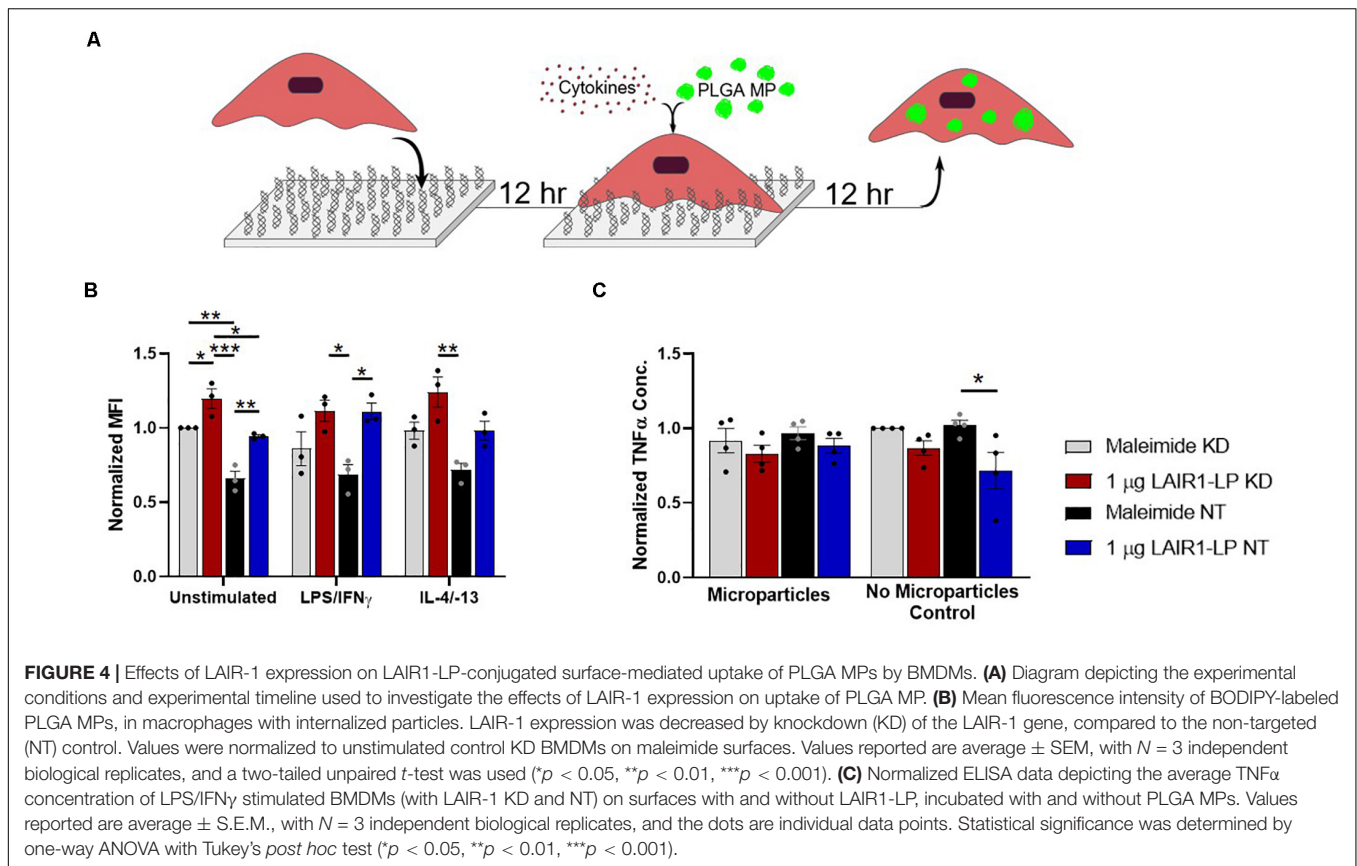 A
Cytokines
PLGA MP
12 hr
12 hr
B
C
**
*
* ***
**
*
*
**
*
1.5
1.0
0.5
0.0
Normalized MFI
Unstimulated
LPS/IFNγ
IL-4/-13
1.5
1.0
0.5
0.0
Normalized TNFα Conc.
Microparticles
No Microparticles
Control
Maleimide KD
1 μg LAIR1-LP KD
Maleimide NT
1 μg LAIR1-LP NT
FIGURE 4 | Effects of LAIR-1 expression on LAIR1-LP-conjugated surface-mediated uptake of PLGA MPs by BMDMs. (A) Diagram depicting the experimental
conditions and experimental timeline used to investigate the effects of LAIR-1 expression on uptake of PLGA MP. (B) Mean fluorescence intensity of BODIPY-labeled
PLGA MPs, in macrophages with internalized particles. LAIR-1 expression was decreased by knockdown (KD) of the LAIR-1 gene, compared to the non-targeted
(NT) control. Values were normalized to unstimulated control KD BMDMs on maleimide surfaces. Values reported are average ± SEM, with N = 3 independent
biological replicates, and a two-tailed unpaired t-test was used (*p < 0.05, **p < 0.01, ***p < 0.001). (C) Normalized ELISA data depicting the average TNFα
concentration of LPS/IFNγ stimulated BMDMs (with LAIR-1 KD and NT) on surfaces with and without LAIR1-LP, incubated with and without PLGA MPs. Values
reported are average ± S.E.M., with N = 3 independent biological replicates, and the dots are individual data points. Statistical significance was determined by
one-way ANOVA with Tukey's post hoc test (*p < 0.05, **p < 0.01, ***p < 0.001).